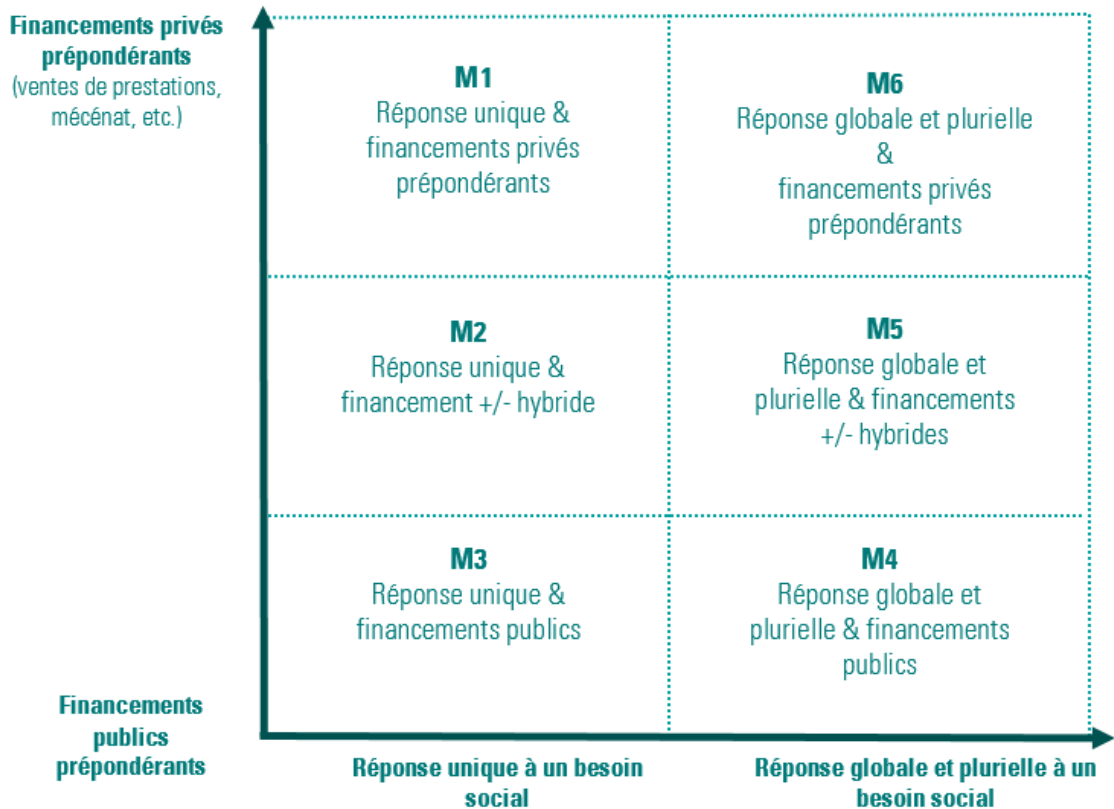 Financements privés
prépondérants
(ventes de prestations,
mécénat, etc.)
M1
Réponse unique &
financements privés
prépondérants
M6
Réponse globale et plurielle
&
financements privés
prépondérants
M2
Réponse unique &
financement +/- hybride
M5
Réponse globale et
plurielle & financements
+/- hybrides
M3
Réponse unique &
financements publics
M4
Réponse globale et
plurielle & financements
publics
Financements
publics
prépondérants
Réponse unique à un besoin
social
Réponse globale et plurielle à un
besoin social